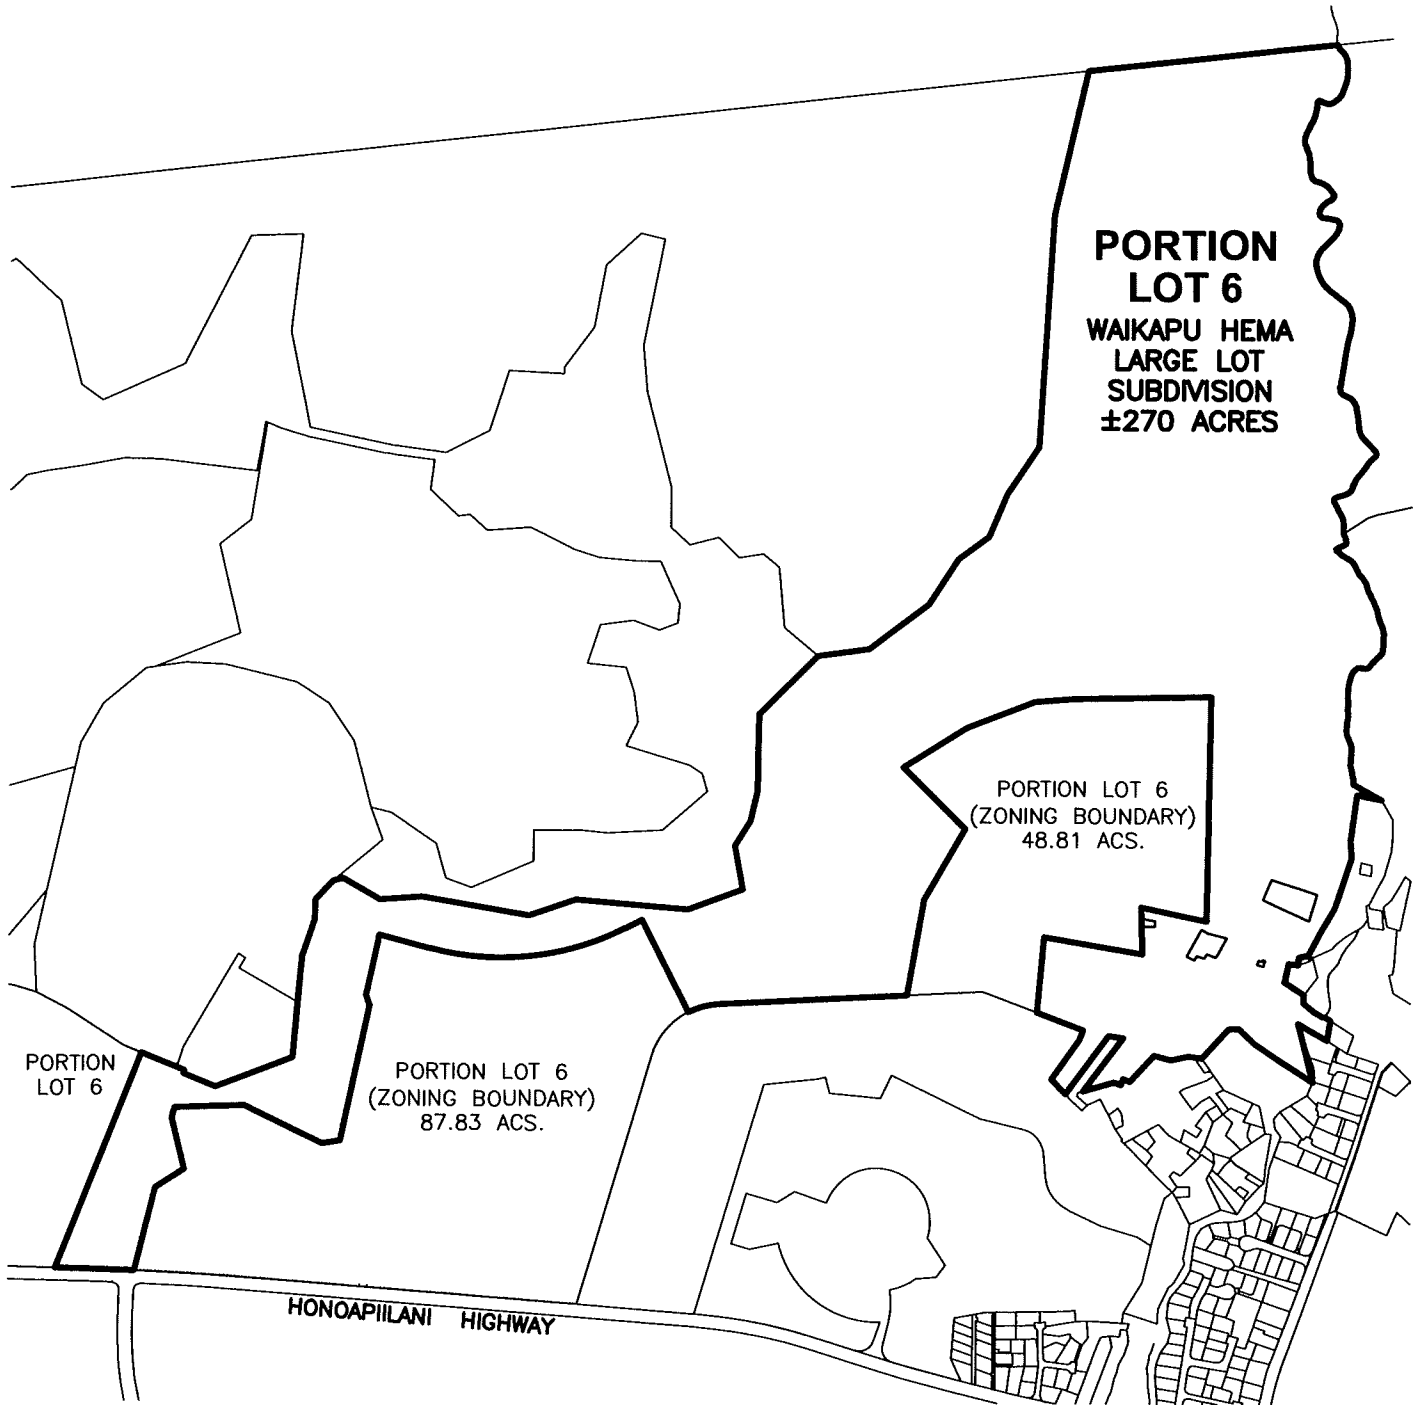 PORTION
LOT 6
WAIKAPU HEMA
LARGE LOT
SUBDIVISION
±270 ACRES
PORTION LOT 6
(ZONING BOUNDARY)
48.81 ACS.
PORTION
LOT 6
PORTION LOT 6
(ZONING BOUNDARY)
87.83 ACS.
HONOAPIILANI HIGHWAY